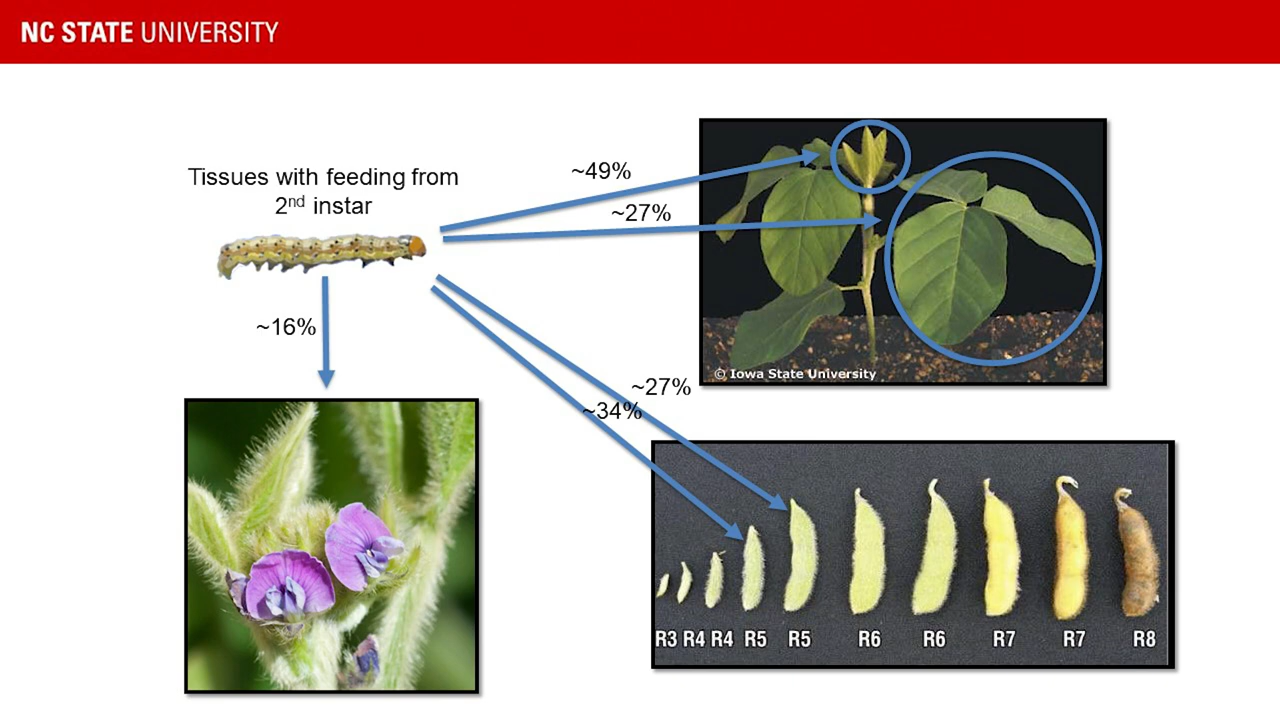 NC STATE UNIVERSITY
Tissues with feeding from
2nd instar
~49%
~27%
~16%
© Iowa State University
~27%
~34%
R3 R4 R4 R5 R5 R6 R6 R7 R7 R8